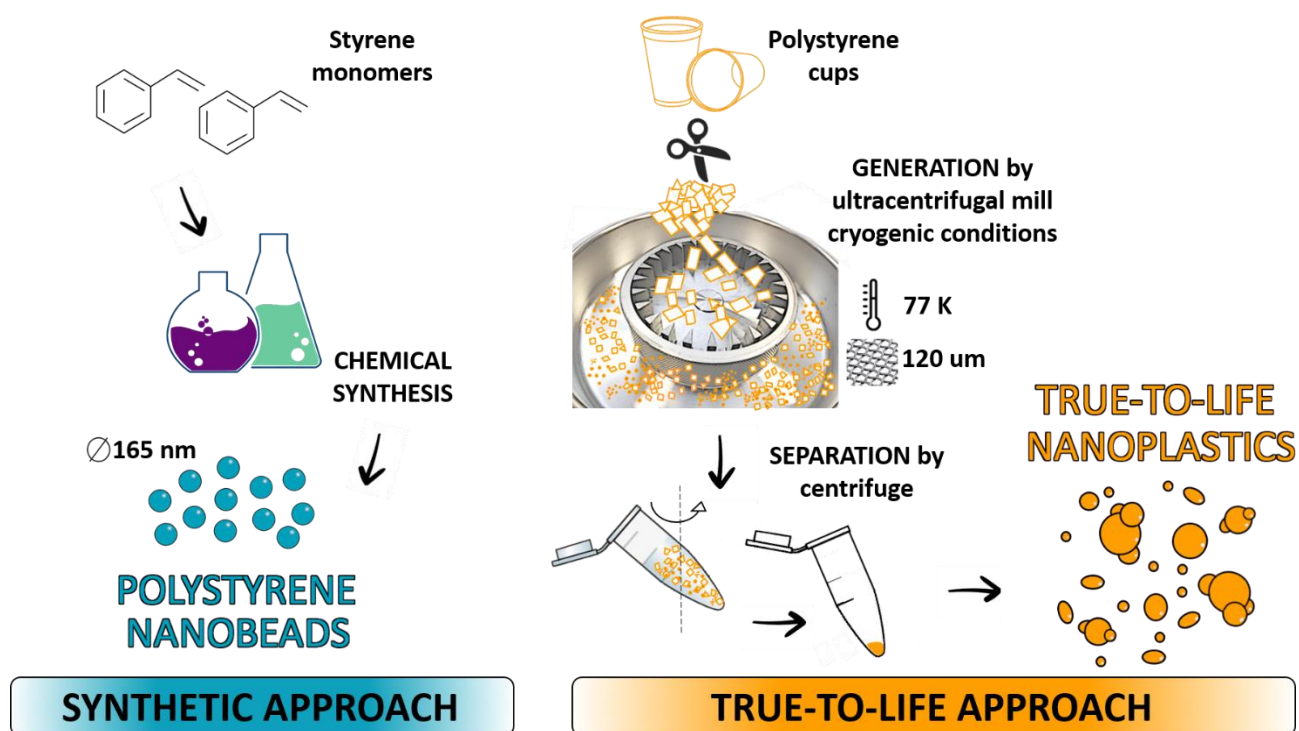 Styrene
monomers
CHEMICAL
SYNTHESIS
∅165 nm
POLYSTYRENE
NANOBEADS
SYNTHETIC APPROACH
Polystyrene
cups
GENERATION by
ultracentrifugal mill
cryogenic conditions
77 K
120 um
SEPARATION by
centrifuge
TRUE-TO-LIFE
NANOPLASTICS
TRUE-TO-LIFE APPROACH